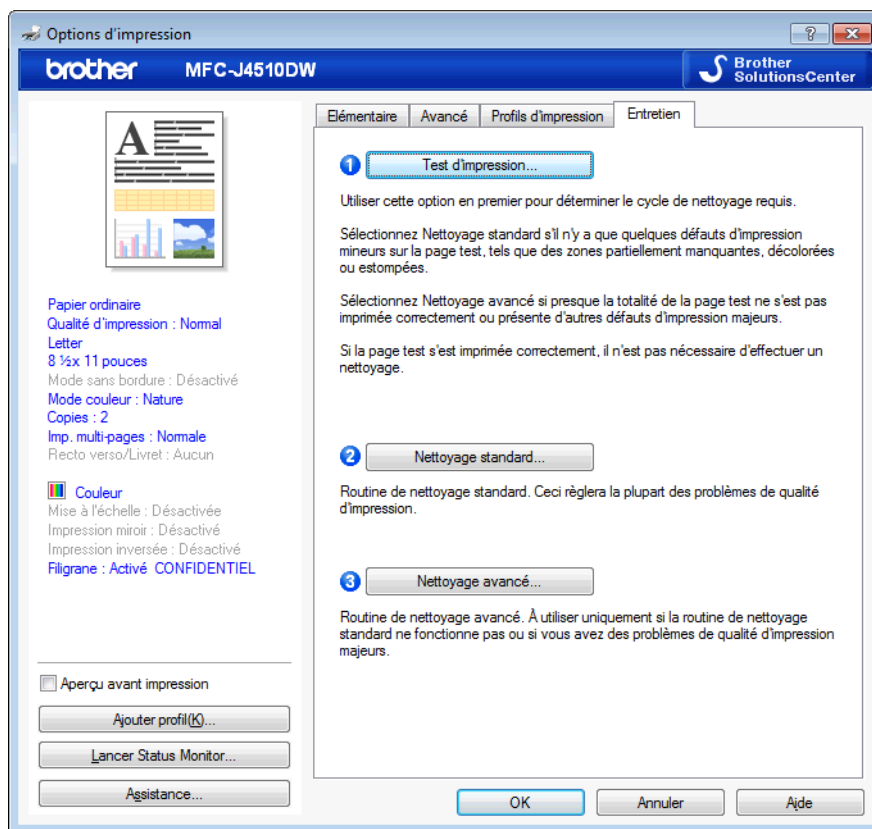 Options d'impression
brother MFC-J4510DW
Brother
SolutionsCenter
A
Papier ordinaire
Qualité d'impression : Normal
Letter
8 ½x 11 pouces
Mode sans bordure : Désactivé
Mode couleur : Nature
Copies : 2
Imp. multi-pages : Normale
Recto verso/Livret : Aucun
Couleur
Mise à l'échelle : Désactivée
Impression miroir : Désactivé
Impression inversée : Désactivé
Filigrane : Activé CONFIDENTIEL
Aperçu avant impression
Ajouter profil(K)...
Lancer Status Monitor...
Assistance...
Elémentaire Avancé Profils d'impression Entretien
1 Test d'impression...
Utiliser cette option en premier pour déterminer le cycle de nettoyage requis.
Sélectionnez Nettoyage standard s'il n'y a que quelques défauts d'impression
mineurs sur la page test, tels que des zones partiellement manquantes, décolorées
ou estompées.
Sélectionnez Nettoyage avancé si presque la totalité de la page test ne s'est pas
imprimée correctement ou présente d'autres défauts d'impression majeurs.
Si la page test s'est imprimée correctement, il n'est pas nécessaire d'effectuer un
nettoyage.
2 Nettoyage standard...
Routine de nettoyage standard. Ceci règlera la plupart des problèmes de qualité
d'impression.
3 Nettoyage avancé...
Routine de nettoyage avancé. À utiliser uniquement si la routine de nettoyage
standard ne fonctionne pas ou si vous avez des problèmes de qualité d'impression
majeurs.
OK Annuler Aide